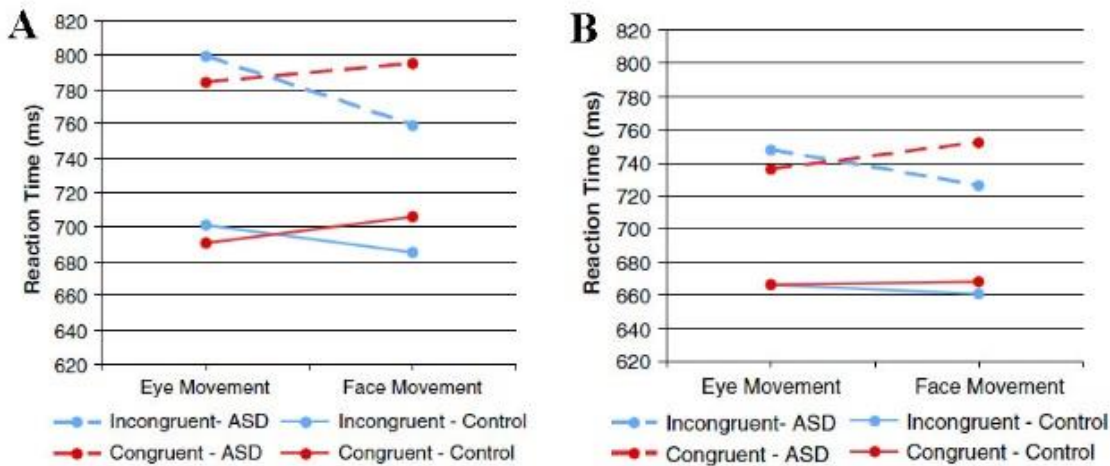 A
820
800
780
760
740
720
700
680
660
640
620
Reaction Time (ms)
Eye Movement Face Movement
Incongruent- ASD Incongruent - Control
Congruent - ASD Congruent - Control
B
820
800
780
760
740
720
700
680
660
640
620
Reaction Time (ms)
Eye Movement Face Movement
Incongruent- ASD Incongruent - Control
Congruent - ASD Congruent - Control